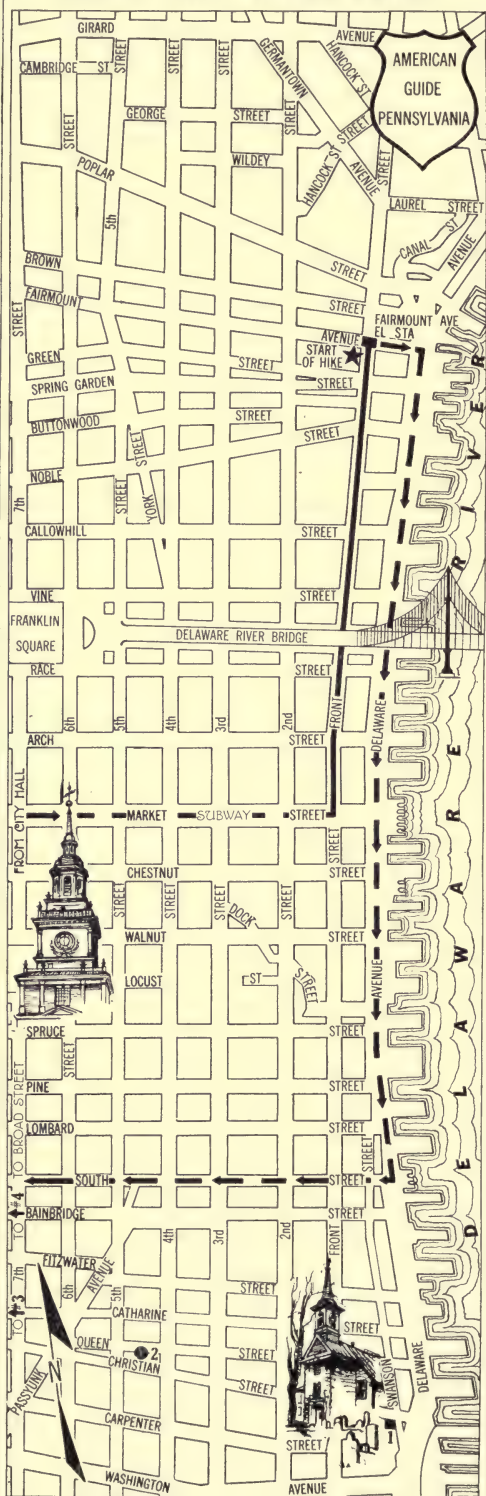 GIRARD
AVENUE
AMERICAN
GUIDE
PENNSYLVANIA
CAMBRIDGE ST
STREET
STREET
STREET
STREET
GERMANTOWN
AVENUE
HANCOCK ST
STREET
GEORGE STREET
WILDEY STREET
HANCOCK ST
POPLAR STREET
5th
LAUREL STREET
CANAL ST
AVENUE
BROWN STREET
FAIRMOUNT AVENUE
FAIRMOUNT AVE
EL STA
START
OF HIKE
STREET
GREEN STREET
SPRING GARDEN STREET
BUTTONWOOD STREET
STREET
NOBLE
7th
STREET
YORK
CALLOWHILL STREET
VINE STREET
FRANKLIN
SQUARE
DELAWARE RIVER BRIDGE
RACE STREET
6th
5th
4th
3rd
2nd
FRONT
DELAWARE
ARCH STREET
FROM CITY HALL
MARKET SUBWAY STREET
CHESTNUT
STREET
STREET
STREET
STREET
DOCK
STREET
WALNUT STREET
LOCUST
ST
AVENUE
SPRUCE STREET
STREET
PINE STREET
LOMBARD STREET
STREET
TO BROAD STREET
SOUTH STREET
TO #4
BAINBRIDGE STREET
4th
3rd
2nd
FRONT
FITZWATER STREET
7th
6th
AVENUE
5th
CATHARINE STREET
TO #3
QUEEN STREET
2
CHRISTIAN STREET
N
PASSYUNK
SWANSON
DELAWARE
1
CARPENTER STREET
WASHINGTON AVENUE
DELAWARE RIVER